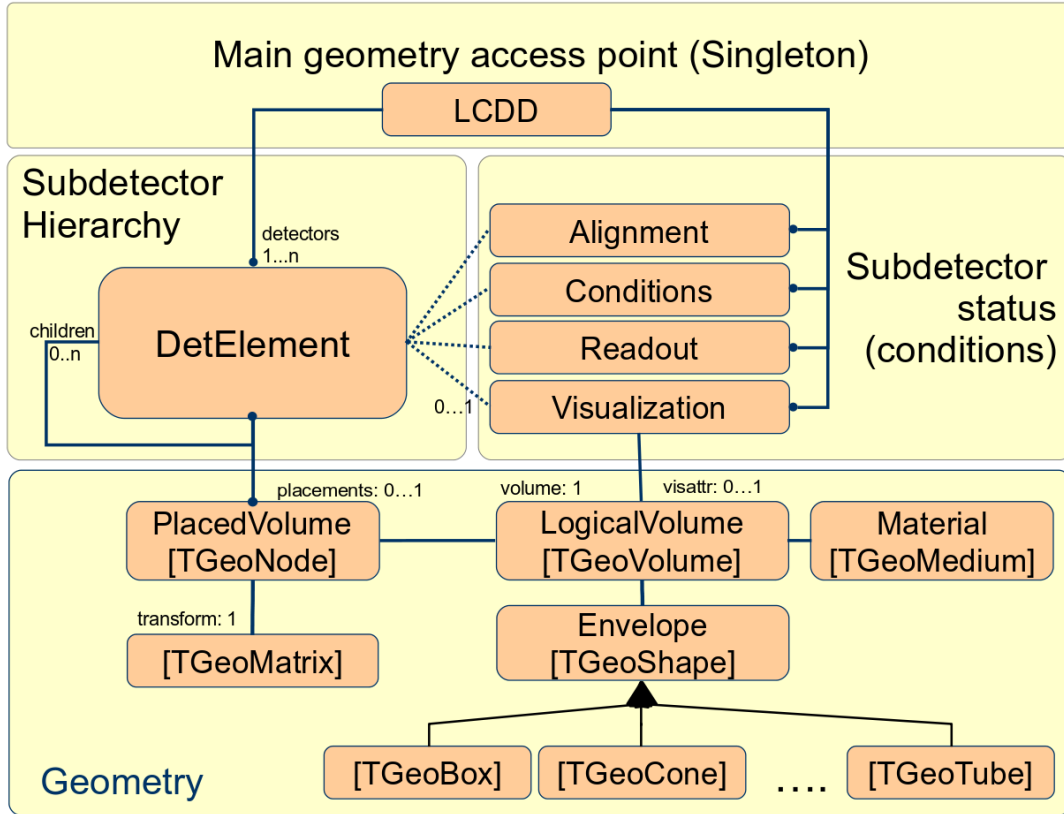 Main geometry access point (Singleton)
LCDD
Subdetector
Hierarchy
detectors
1...n
children
0..n
DetElement
0...1
Alignment
Conditions
Readout
Visualization
Subdetector
status
(conditions)
placements: 0...1
volume: 1
visattr: 0...1
PlacedVolume
[TGeoNode]
LogicalVolume
[TGeoVolume]
Material
[TGeoMedium]
transform: 1
[TGeoMatrix]
Envelope
[TGeoShape]
[TGeoBox]
[TGeoCone]
....
[TGeoTube]
Geometry